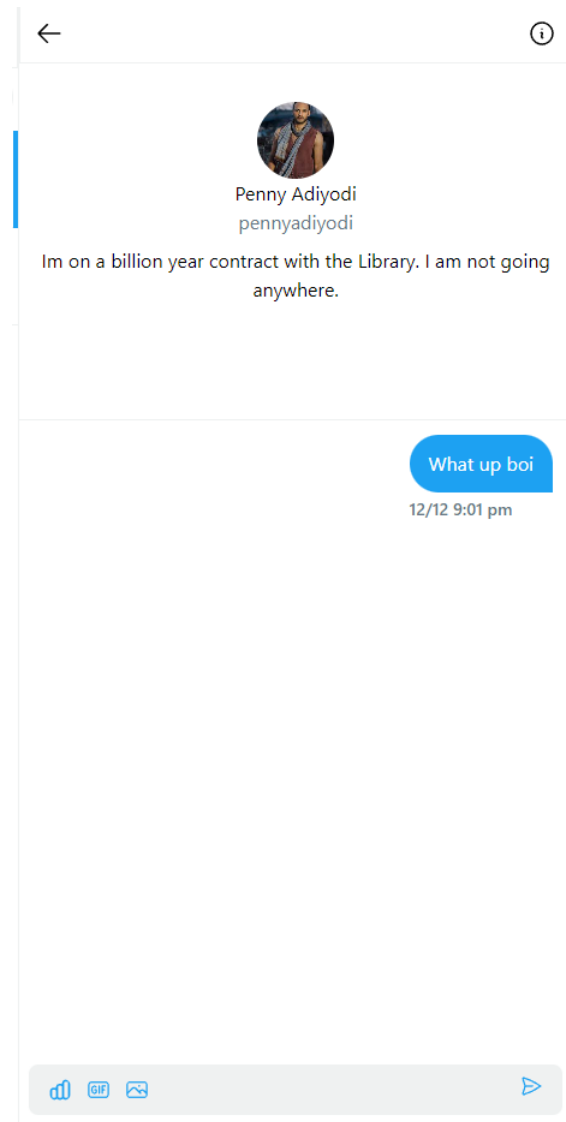 Penny Adiyodi
pennyadiyodi
Im on a billion year contract with the Library. I am not going
anywhere.
What up boi
12/12 9:01 pm
GIF